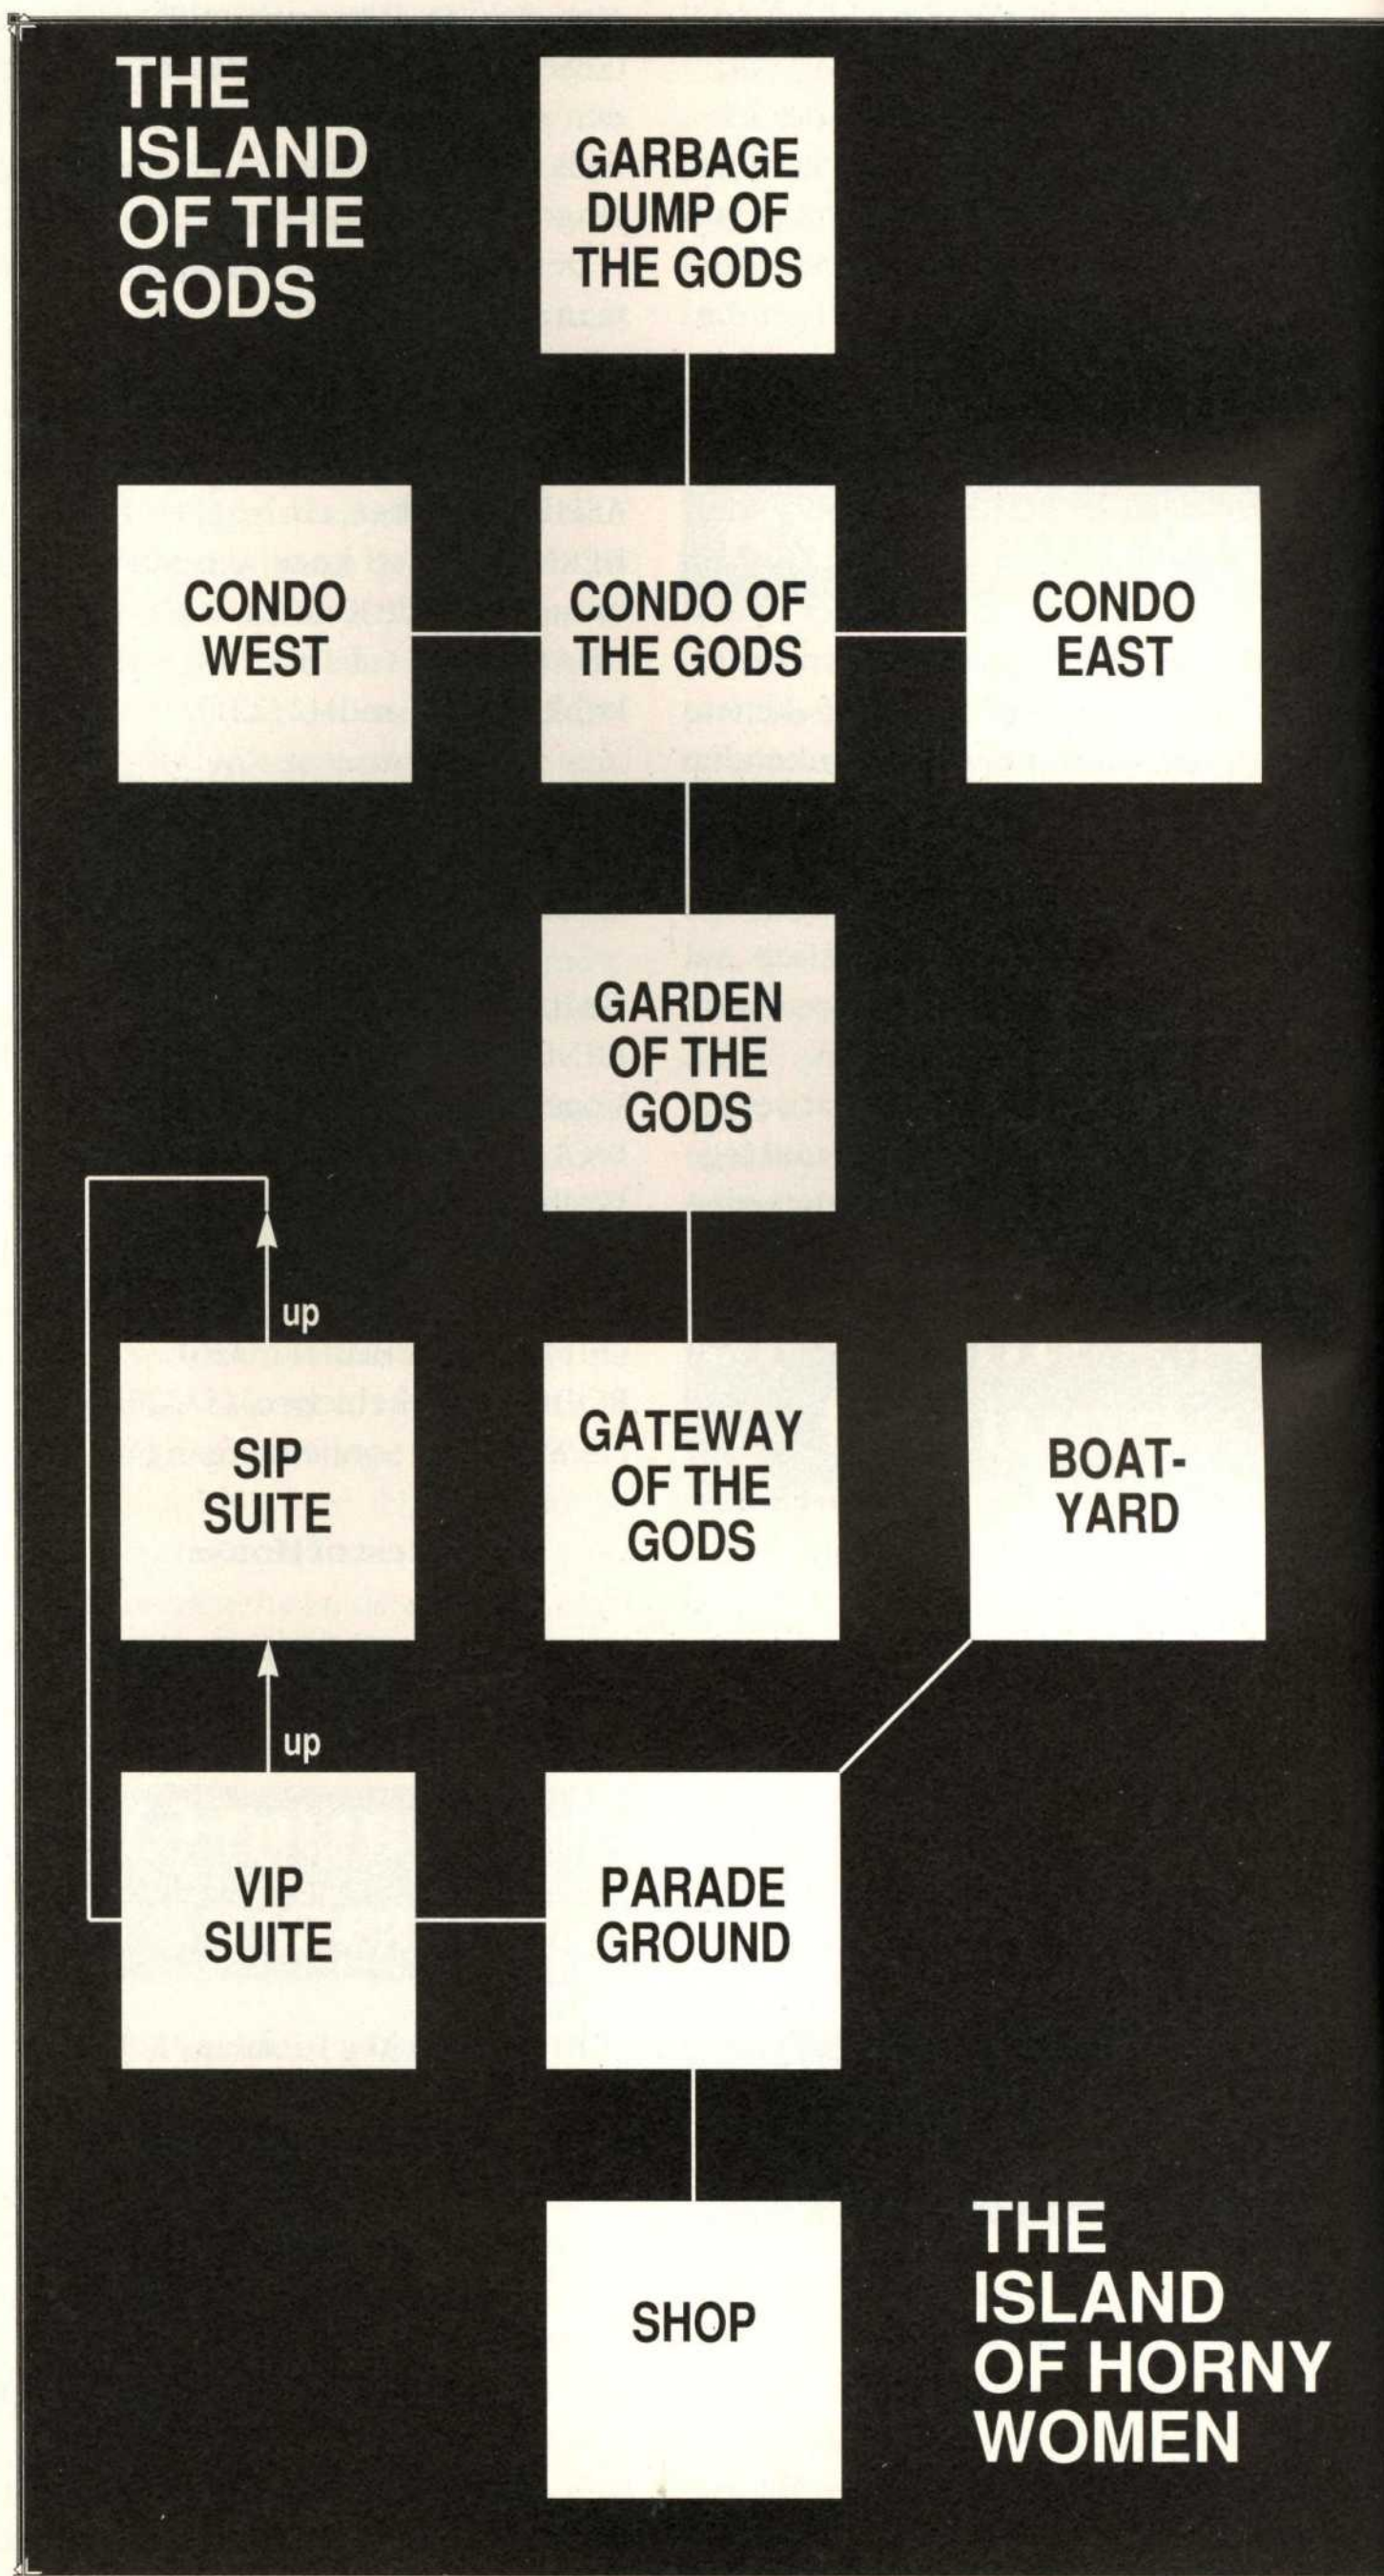 THE
ISLAND
OF THE
GODS
GARBAGE
DUMP OF
THE GODS
CONDO
WEST
CONDO OF
THE GODS
CONDO
EAST
GARDEN
OF THE
GODS
up
SIP
SUITE
GATEWAY
OF THE
GODS
BOAT-
YARD
up
VIP
SUITE
PARADE
GROUND
SHOP
THE
ISLAND
OF HORNY
WOMEN